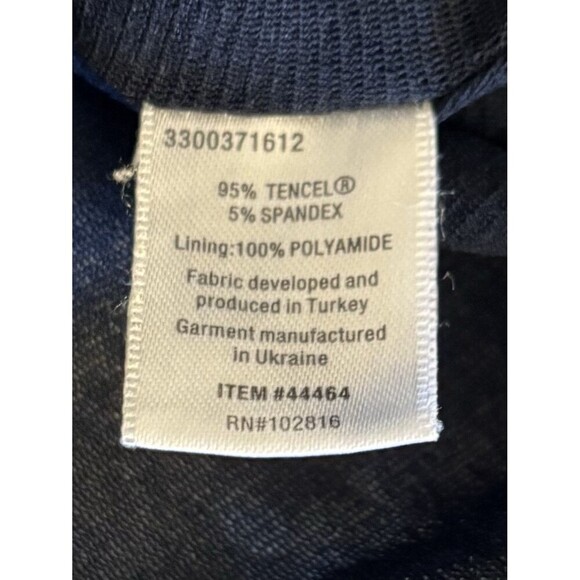 3300371612
95% TENCEL®
5% SPANDEX
Lining:100% POLYAMIDE
Fabric developed and
produced in Turkey
Garment manufactured
in Ukraine
ITEM #44464
RN#102816